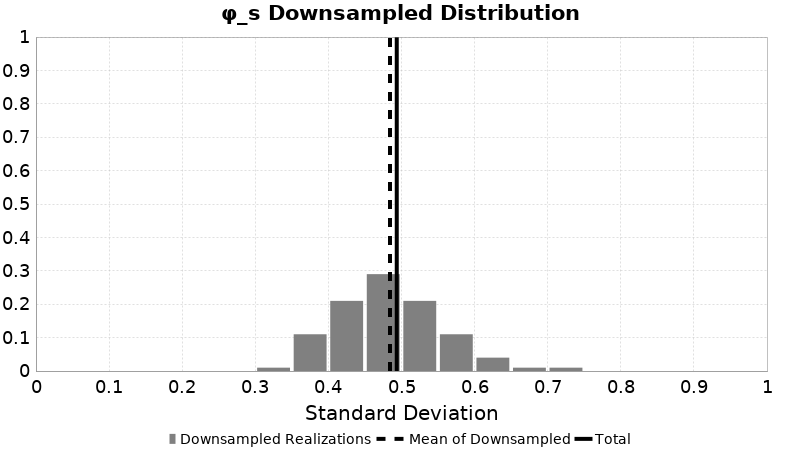 φ_s Downsampled Distribution
1
0.9
0.8
0.7
0.6
0.5
0.4
0.3
0.2
0.1
0
0 0.1 0.2 0.3 0.4 0.5 0.6 0.7 0.8 0.9 1
Standard Deviation
Downsampled Realizations Mean of Downsampled Total